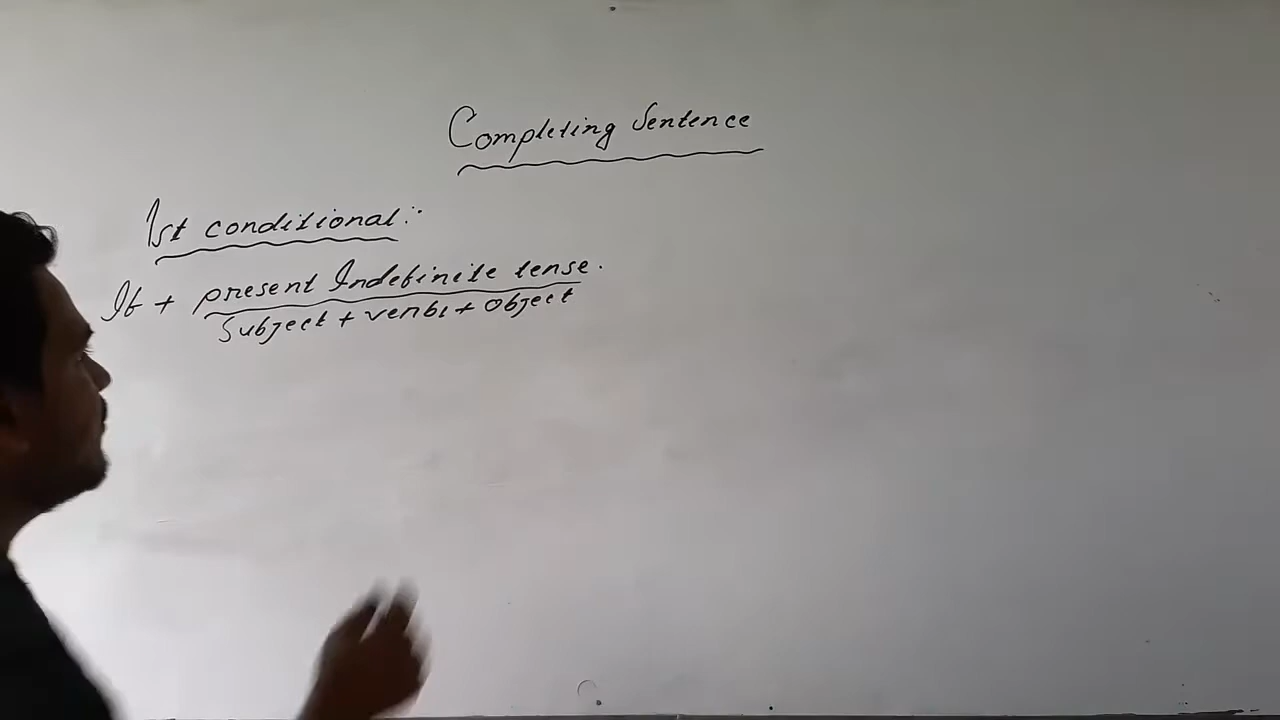 Completing Sentence
1st conditional:
If + present Indefinite tense.
Subject + verb1 + object